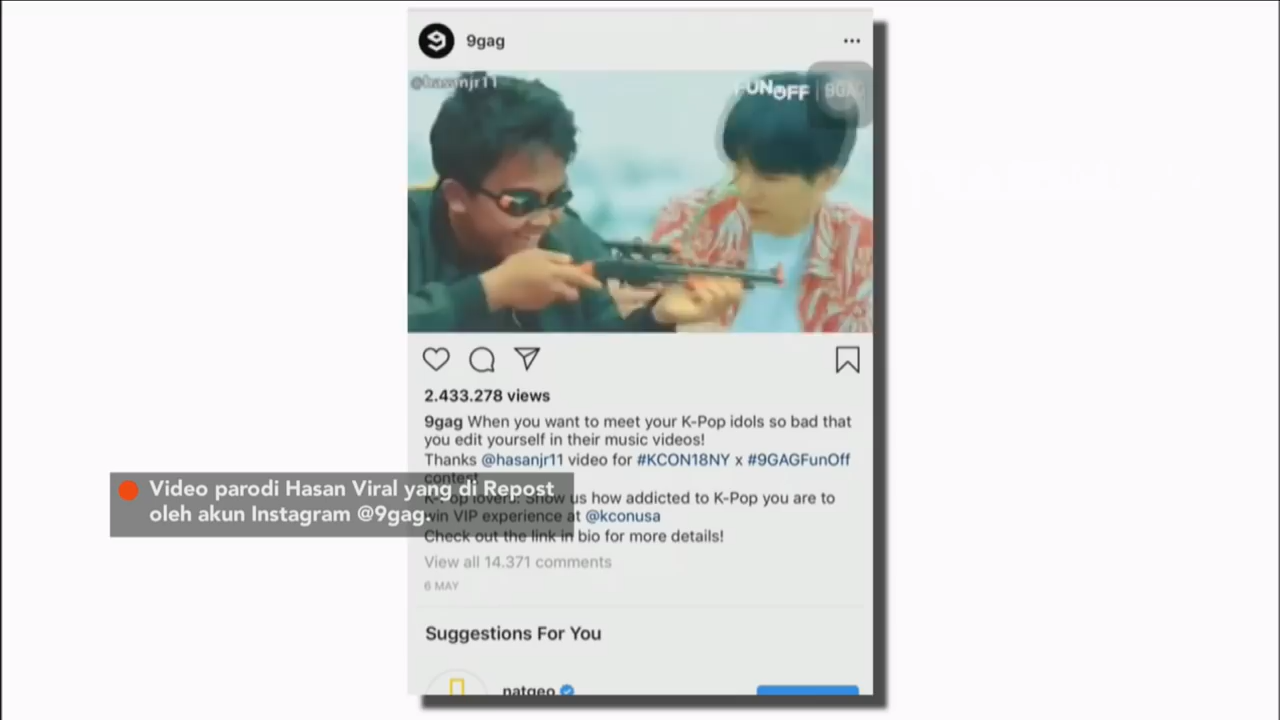 9gag
@hasanjr11
FUN OFF | 9GAG
2.433.278 views
9gag When you want to meet your K-Pop idols so bad that
you edit yourself in their music videos!
Thanks @hasanjr11 video for #KCON18NY x #9GAGFunOff
contest
K-Pop lovers: Show us how addicted to K-Pop you are to
win VIP experience at @kconusa
Check out the link in bio for more details!
Video parodi Hasan Viral yang di Repost
oleh akun Instagram @9gag.
View all 14.371 comments
6 MAY
Suggestions For You
natgeo